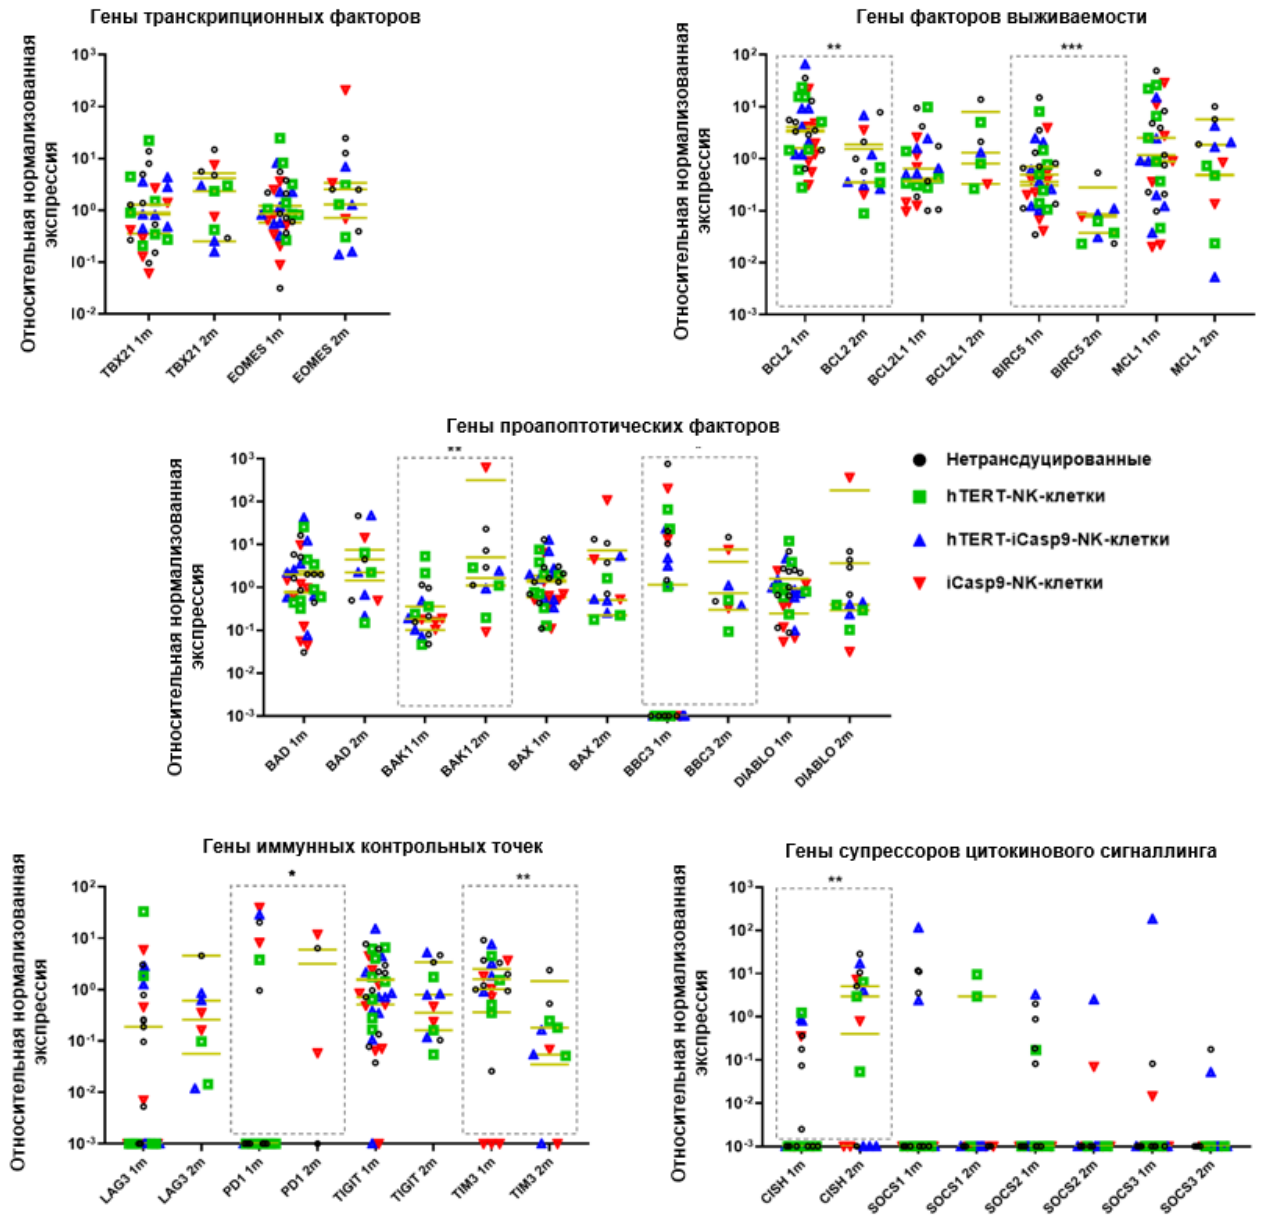 Гены транскрипционных факторов
Относительная нормализованная
экспрессия
10³
10²
10¹
10⁰
10⁻¹
10⁻²
TBX21 1m
TBX21 2m
EOMES 1m
EOMES 2m
Гены факторов выживаемости
Относительная нормализованная
экспрессия
10²
10¹
10⁰
10⁻¹
10⁻²
10⁻³
**
***
BCL2 1m
BCL2 2m
BCL2L1 1m
BCL2L1 2m
BIRC5 1m
BIRC5 2m
MCL1 1m
MCL1 2m
Гены проапоптотических факторов
Относительная нормализованная
экспрессия
10³
10²
10¹
10⁰
10⁻¹
10⁻²
10⁻³
**
BAD 1m
BAD 2m
BAK1 1m
BAK1 2m
BAX 1m
BAX 2m
BBC3 1m
BBC3 2m
DIABLO 1m
DIABLO 2m
Нетрансдуцированные
hTERT-NK-клетки
hTERT-iCasp9-NK-клетки
iCasp9-NK-клетки
Гены иммунных контрольных точек
Относительная нормализованная
экспрессия
10²
10¹
10⁰
10⁻¹
10⁻²
10⁻³
*
**
LAG3 1m
LAG3 2m
PD1 1m
PD1 2m
TIGIT 1m
TIGIT 2m
TIM3 1m
TIM3 2m
Гены супрессоров цитокинового сигналлинга
Относительная нормализованная
экспрессия
10³
10²
10¹
10⁰
10⁻¹
10⁻²
10⁻³
**
CISH 1m
CISH 2m
SOCS1 1m
SOCS1 2m
SOCS2 1m
SOCS2 2m
SOCS3 1m
SOCS3 2m